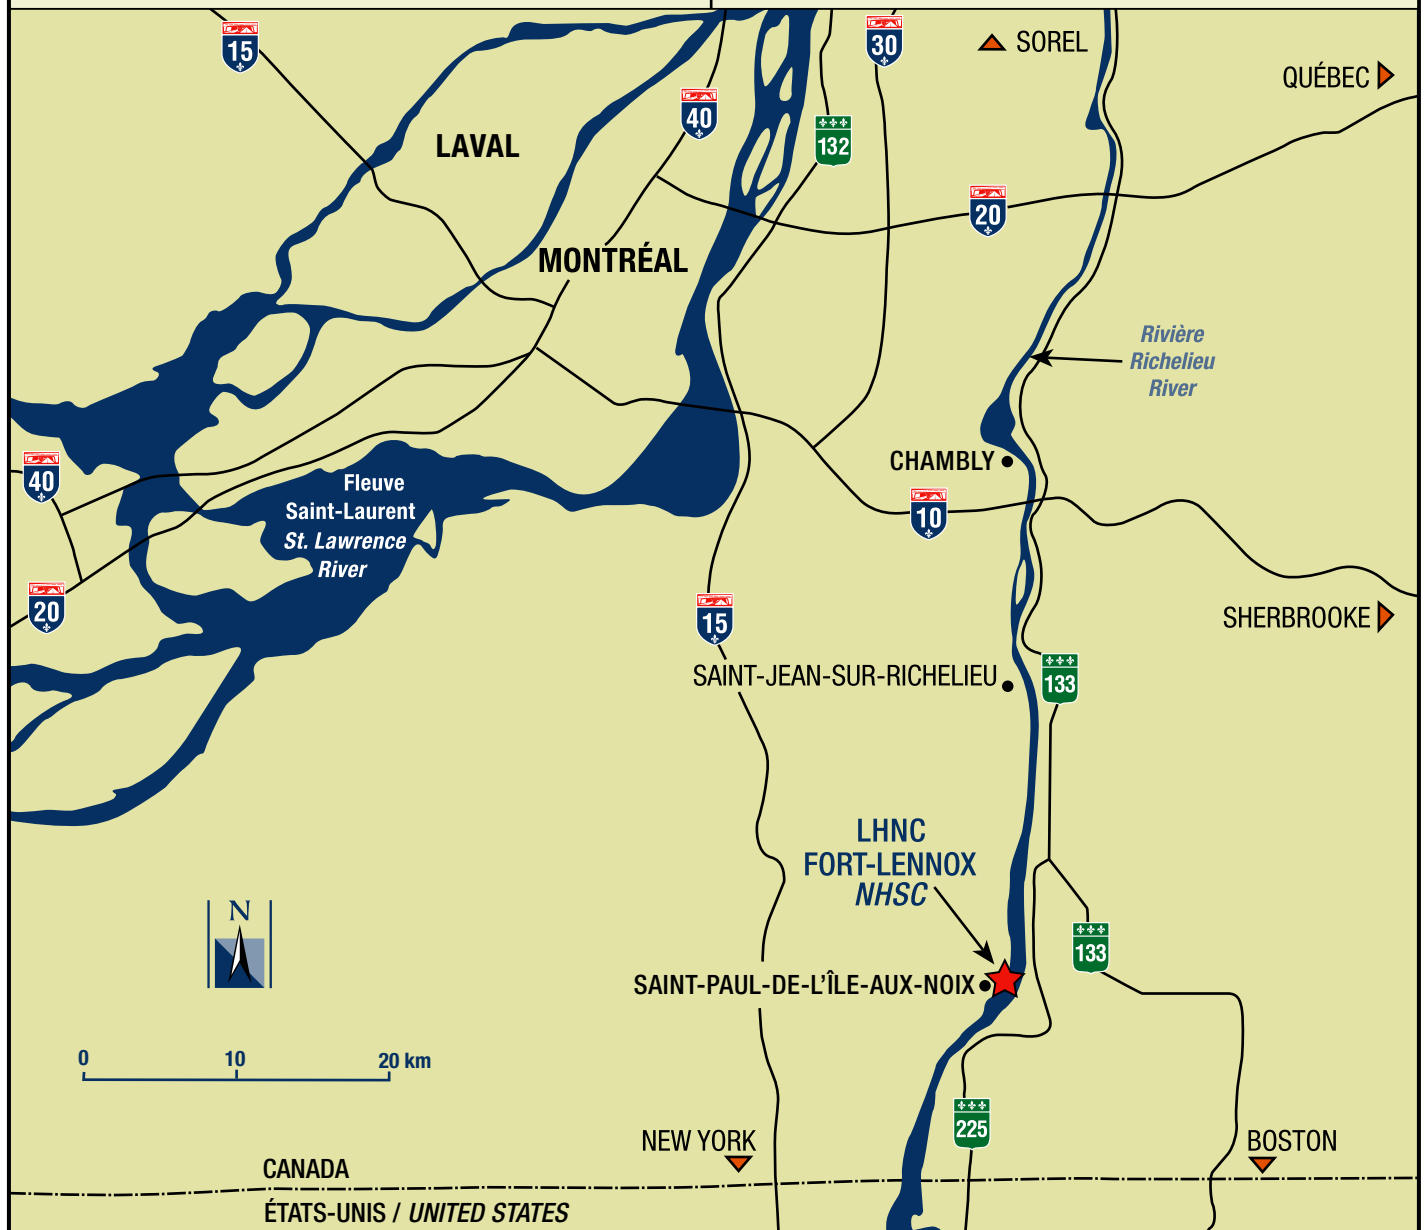 15
30
SOREL
QUÉBEC
40
132
LAVAL
20
MONTRÉAL
Rivière
Richelieu
River
CHAMBLY
40
Fleuve
Saint-Laurent
St. Lawrence
River
10
20
15
SHERBROOKE
SAINT-JEAN-SUR-RICHELIEU
133
LHNC
FORT-LENNOX
NHSC
N
133
SAINT-PAUL-DE-L'ÎLE-AUX-NOIX
0 10 20 km
225
NEW YORK
BOSTON
CANADA
ÉTATS-UNIS / UNITED STATES